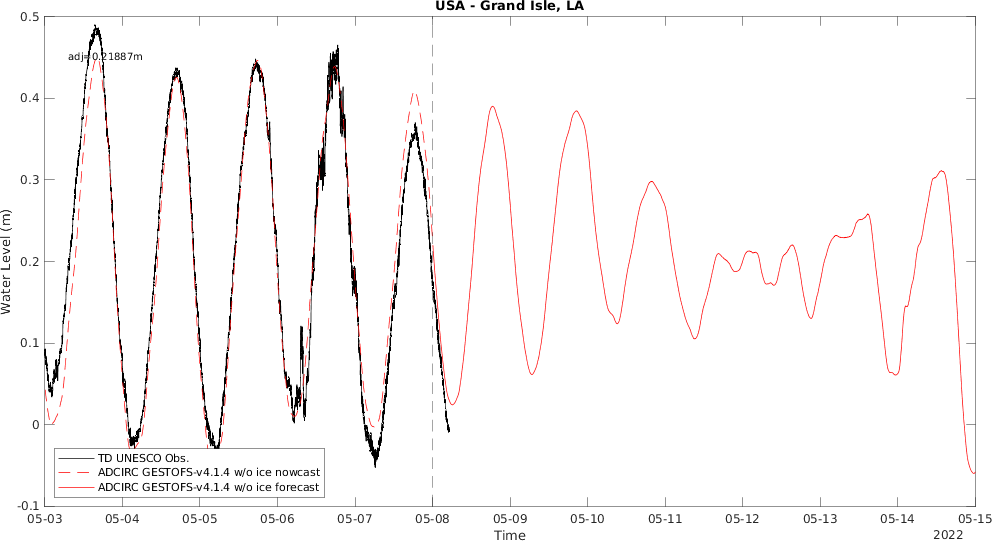 USA - Grand Isle, LA
0.5
adj=0.21887m
0.4
0.3
0.2
0.1
0
-0.1
Water Level (m)
TD UNESCO Obs.
ADCIRC GESTOFS-v4.1.4 w/o ice nowcast
ADCIRC GESTOFS-v4.1.4 w/o ice forecast
05-03 05-04 05-05 05-06 05-07 05-08 05-09 05-10 05-11 05-12 05-13 05-14 05-15
Time
2022